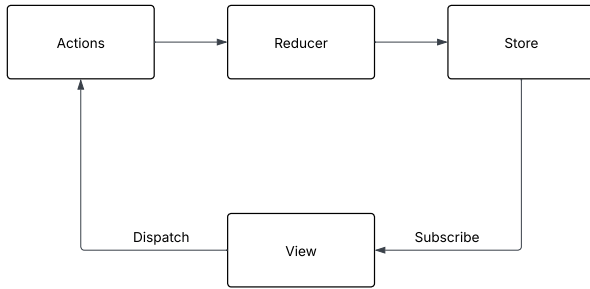 Actions
Reducer
Store
Dispatch
Subscribe
View